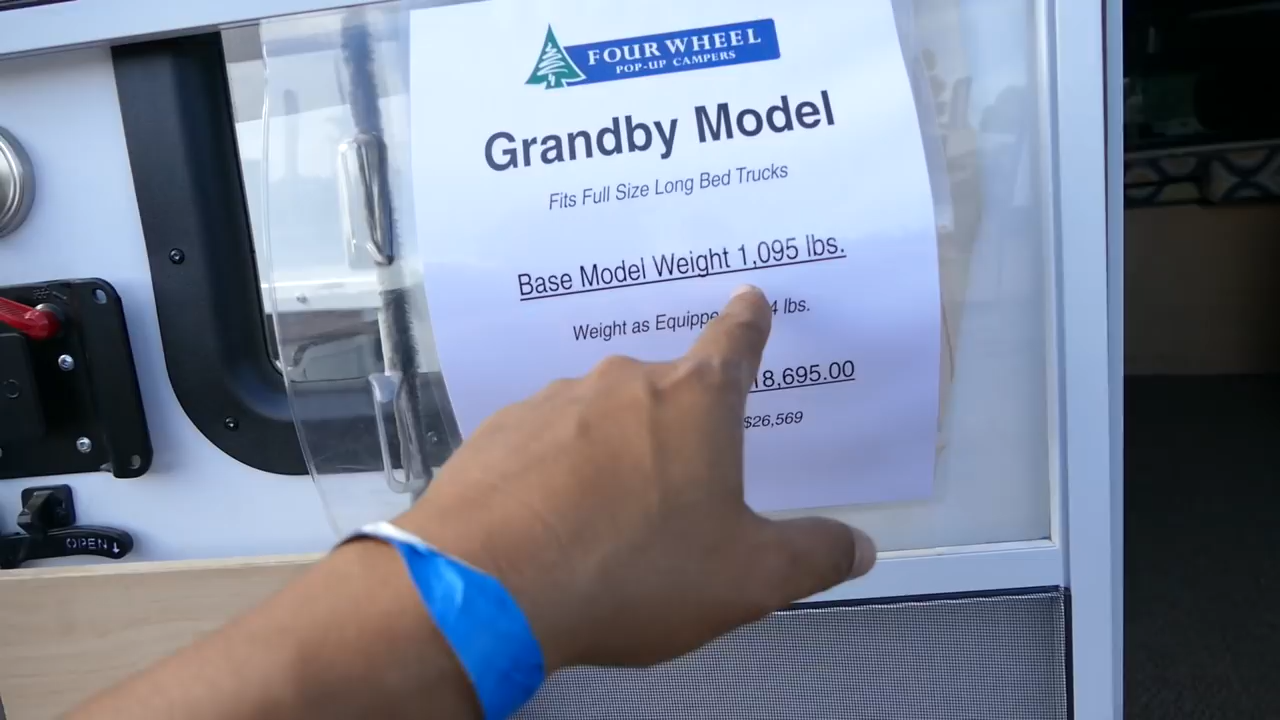 FOUR WHEEL
POP-UP CAMPERS
Grandby Model
Fits Full Size Long Bed Trucks
Base Model Weight 1,095 lbs.
Weight as lbs.
18,695.00
$26,569
OPEN